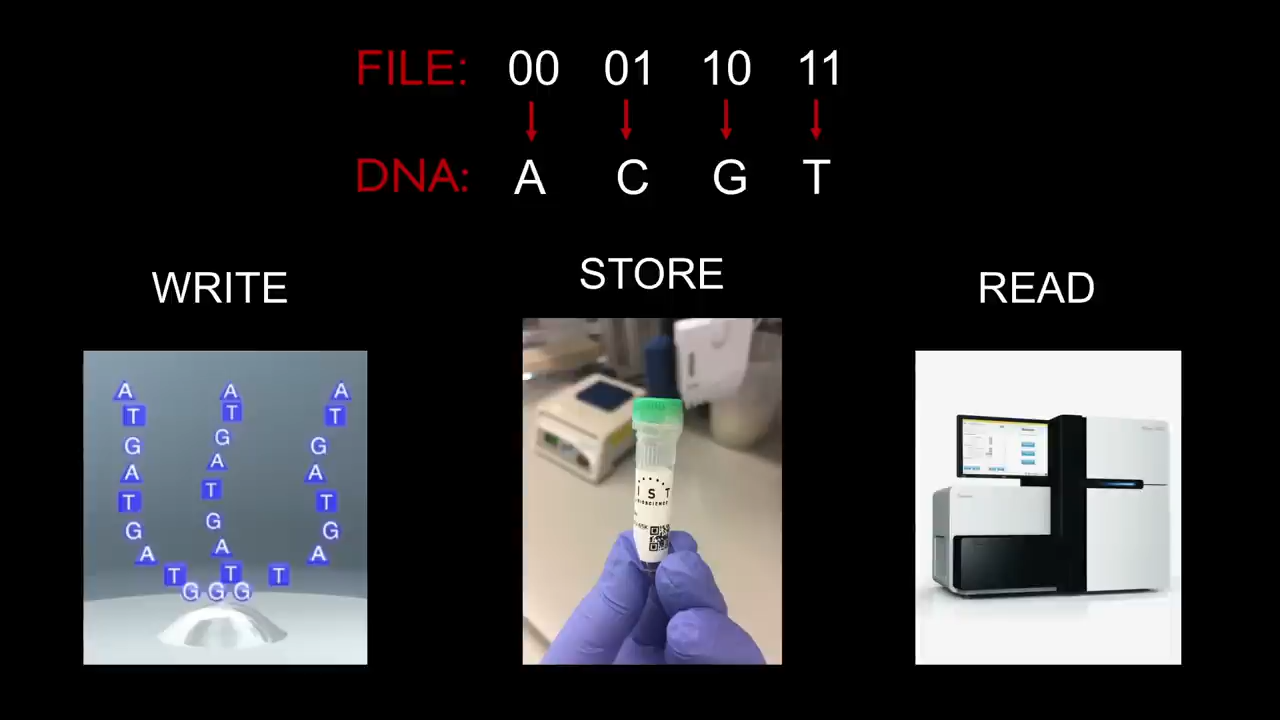 FILE: 00 01 10 11
DNA: A C G T
WRITE
STORE
READ
A A A
T T T
G G G
A A A
T T T
G G G
A A A
T T T
G G G
I S T